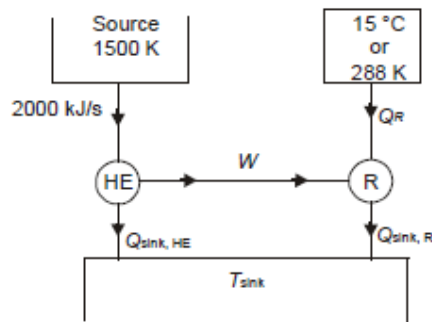 Source
1500 K
15 °C
or
288 K
2000 kJ/s
QR
W
HE
R
Qsink, HE
Qsink, R
Tsink